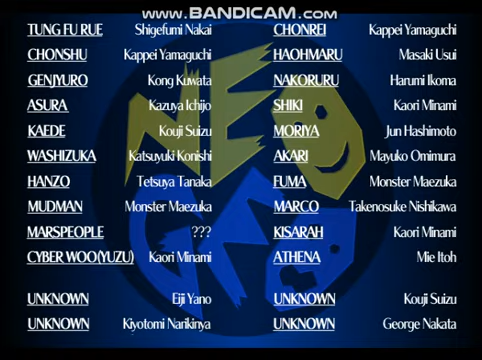 www.BANDICAM.com
TUNG FU RUE Shigefumi Nakai CHONREI Kappei Yamaguchi
CHONSHU Kappei Yamaguchi HAOHMARU Masaki Usui
GENJYURO Kong Kuwata NAKORURU Harumi Ikoma
ASURA Kazuya Ichijo SHIKI Kaori Minami
KAEDE Kouji Suizu MORIYA Jun Hashimoto
WASHIZUKA Katsuyuki Konishi AKARI Mayuko Omimura
HANZO Tetsuya Tanaka FUMA Monster Maezuka
MUDMAN Monster Maezuka MARCO Takenosuke Nishikawa
MARSPEOPLE ??? KISARAH Kaori Minami
CYBER WOO(YUZU) Kaori Minami ATHENA Mie Itoh
UNKNOWN Eiji Yano UNKNOWN Kouji Suizu
UNKNOWN Kiyotomi Narikinya UNKNOWN George Nakata
NEO
GEO